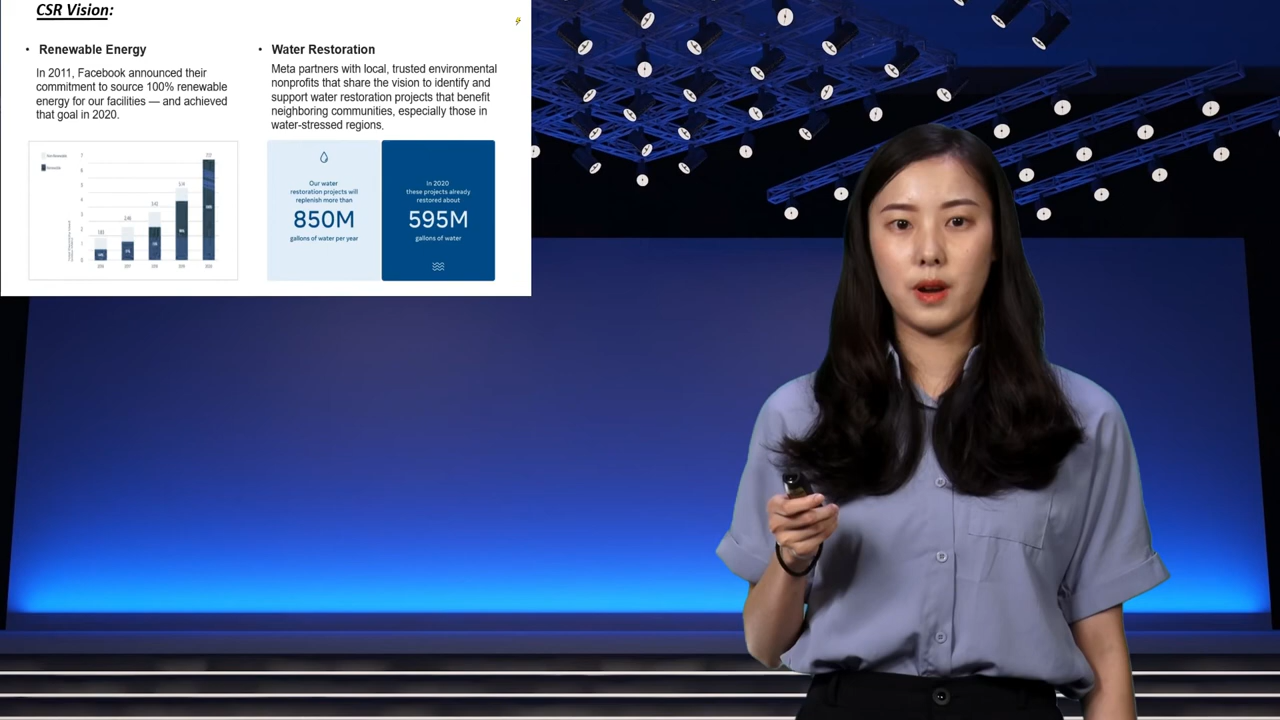 CSR Vision:
• Renewable Energy
In 2011, Facebook announced their
commitment to source 100% renewable
energy for our facilities — and achieved
that goal in 2020.
• Water Restoration
Meta partners with local, trusted environmental
nonprofits that share the vision to identify and
support water restoration projects that benefit
neighboring communities, especially those in
water-stressed regions.
Our water
restoration projects will
replenish more than
850M
gallons of water per year
In 2020
these projects already
restored about
595M
gallons of water